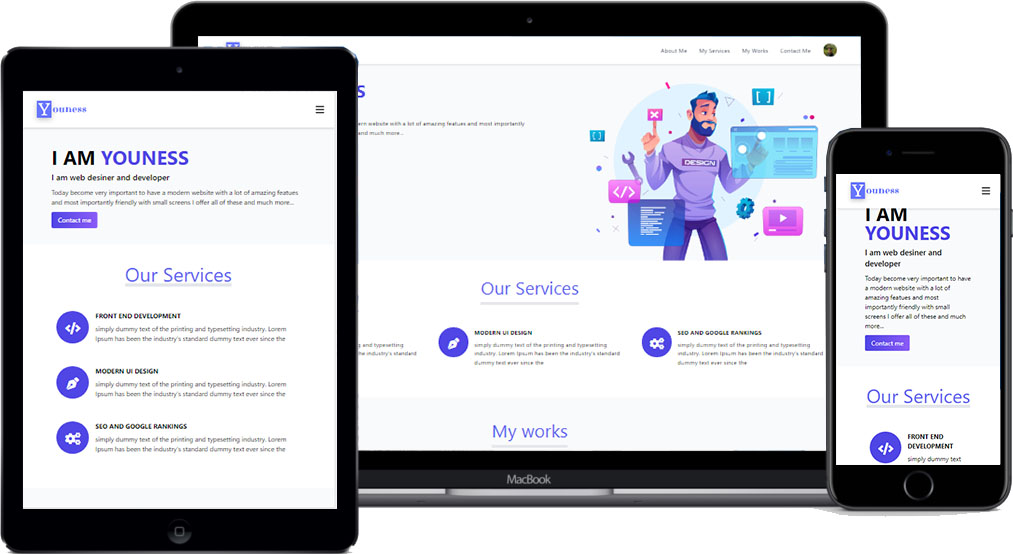 Youness
I AM YOUNESS
I am web desiner and developer
Today become very important to have a modern website with a lot of amazing featues
and most importantly friendly with small screens I offer all of these and much more...
Contact me
Our Services
FRONT END DEVELOPMENT
simply dummy text of the printing and typesetting industry. Lorem
Ipsum has been the industry's standard dummy text ever since the
MODERN UI DESIGN
simply dummy text of the printing and typesetting industry. Lorem
Ipsum has been the industry's standard dummy text ever since the
SEO AND GOOGLE RANKINGS
simply dummy text of the printing and typesetting industry. Lorem
Ipsum has been the industry's standard dummy text ever since the
About Me
My Services
My Works
Contact Me
S
website with a lot of amazing featues and most importantly
and much more...
DESIGN
Our Services
and typesetting
the industry's standard
MODERN UI DESIGN
simply dummy text of the printing and typesetting
industry. Lorem Ipsum has been the industry's standard
dummy text ever since the
SEO AND GOOGLE RANKINGS
simply dummy text of the printing and typesetting
industry. Lorem Ipsum has been the industry's standard
dummy text ever since the
My works
MacBook
Youness
I AM
YOUNESS
I am web desiner and
developer
Today become very important to have
a modern website with a lot of
amazing featues and most
importantly friendly with small
screens I offer all of these and much
more...
Contact me
Our Services
FRONT END
DEVELOPMENT
simply dummy text